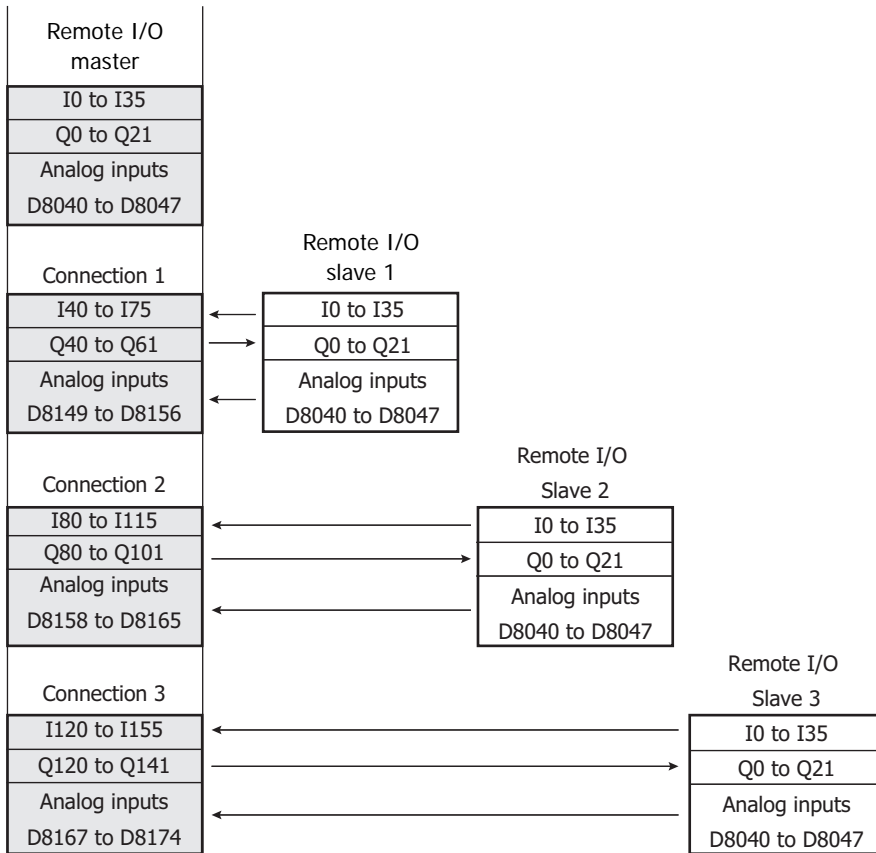 Remote I/O
master
I0 to I35
Q0 to Q21
Analog inputs
D8040 to D8047
Connection 1
I40 to I75
Q40 to Q61
Analog inputs
D8149 to D8156
Remote I/O
slave 1
I0 to I35
Q0 to Q21
Analog inputs
D8040 to D8047
Connection 2
I80 to I115
Q80 to Q101
Analog inputs
D8158 to D8165
Remote I/O
Slave 2
I0 to I35
Q0 to Q21
Analog inputs
D8040 to D8047
Connection 3
I120 to I155
Q120 to Q141
Analog inputs
D8167 to D8174
Remote I/O
Slave 3
I0 to I35
Q0 to Q21
Analog inputs
D8040 to D8047